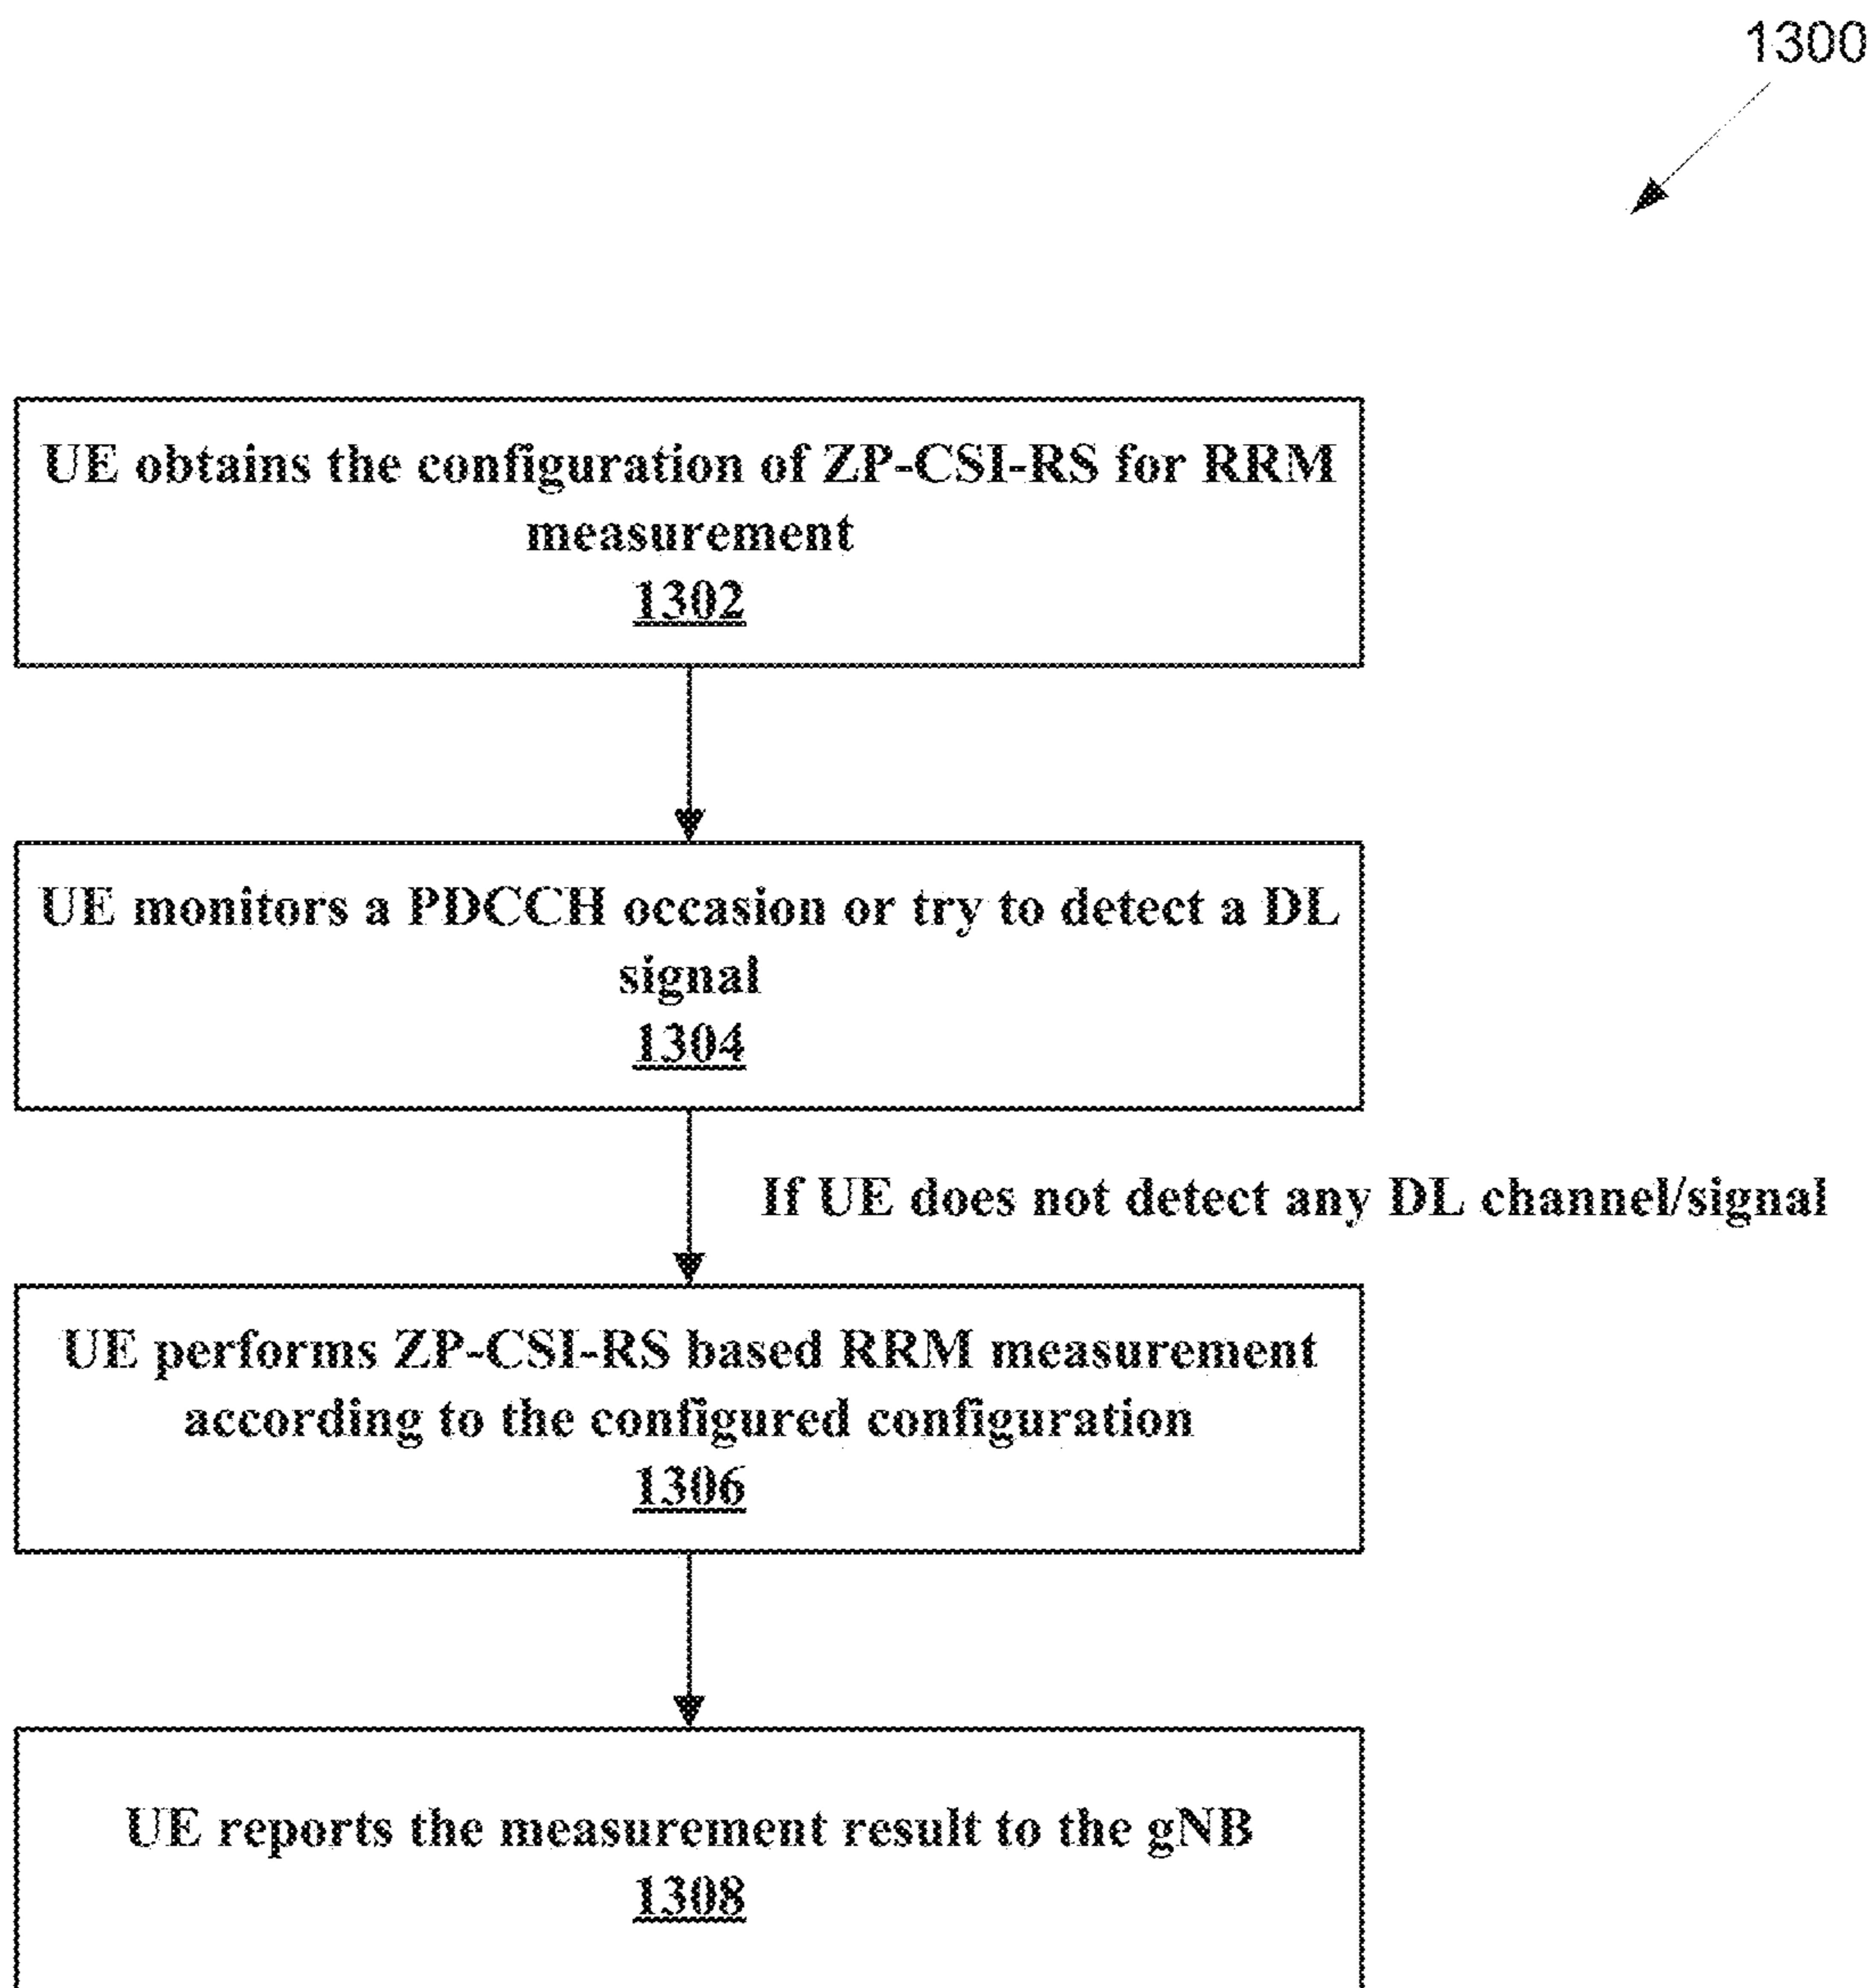 1300
UE obtains the configuration of ZP-CSI-RS for RRM
measurement
1302
UE monitors a PDCCH occasion or try to detect a DL
signal
1304
If UE does not detect any DL channel/signal
UE performs ZP-CSI-RS based RRM measurement
according to the configured configuration
1306
UE reports the measurement result to the gNB
1308